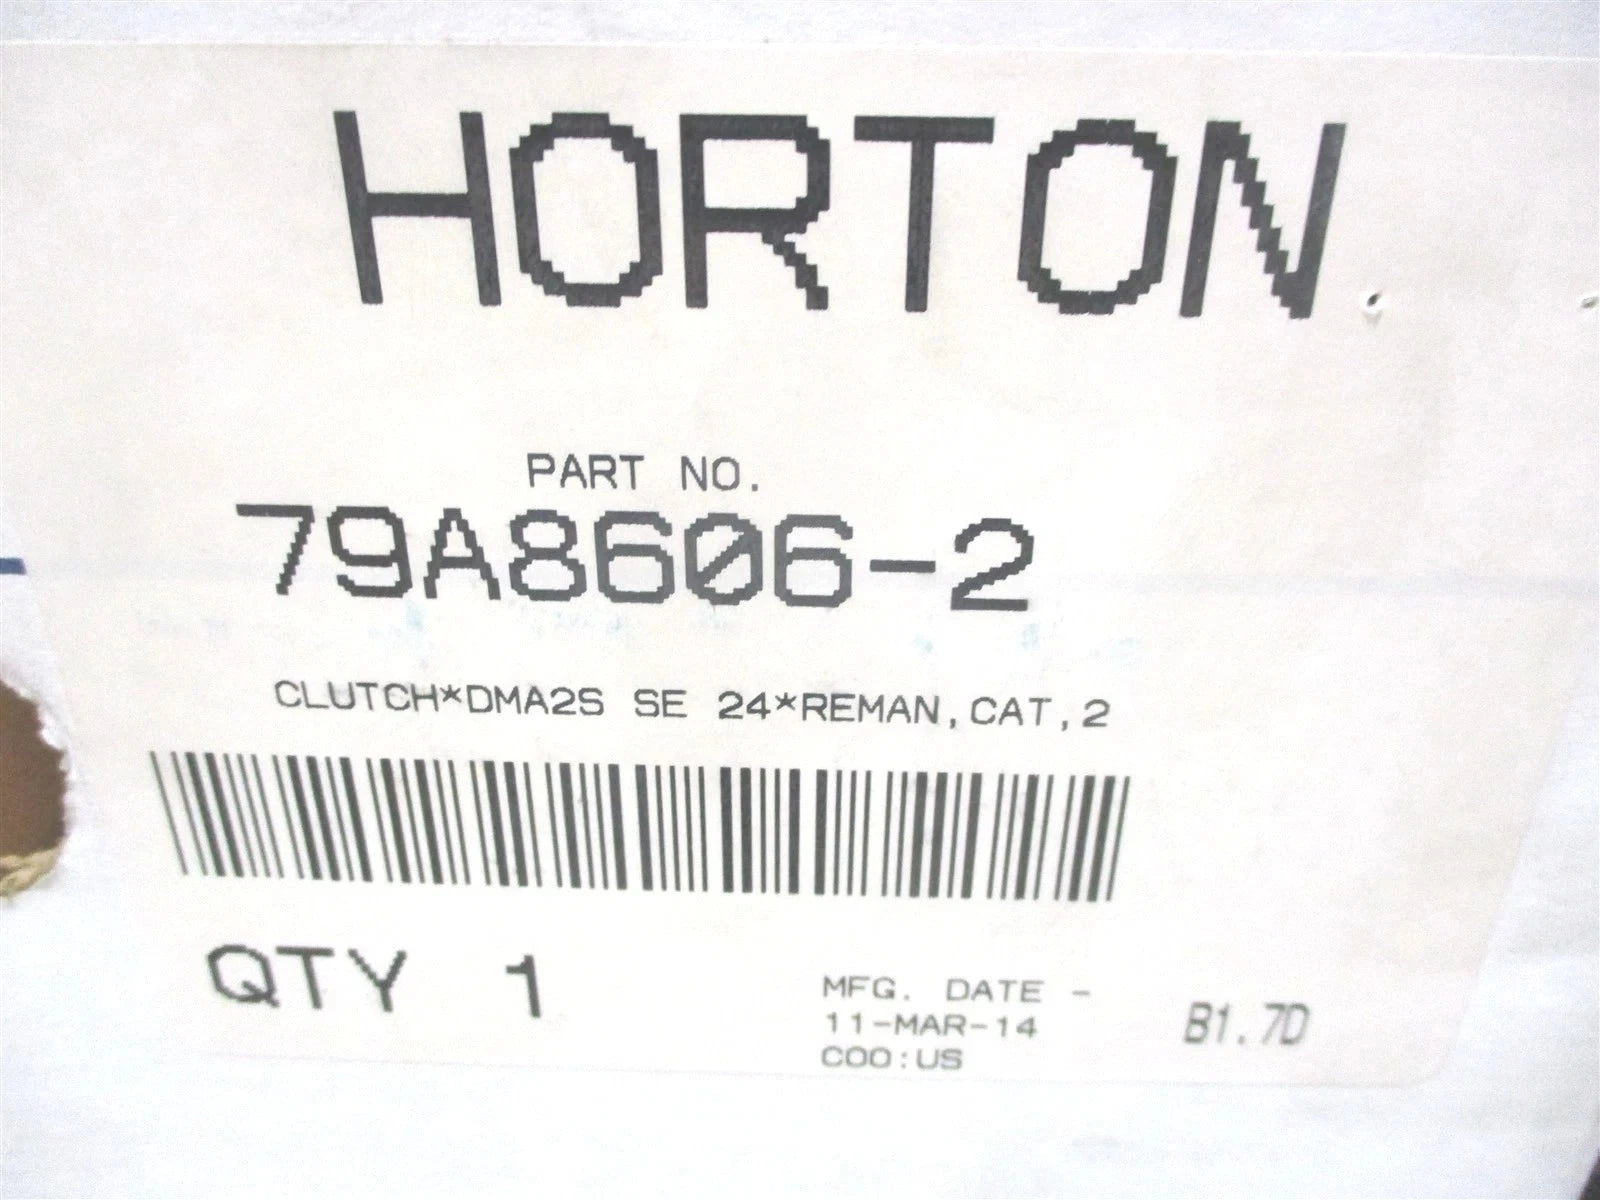 HORTON
PART NO.
79A8606-2
CLUTCH*DMA2S SE 24*REMAN,CAT,2
QTY 1
MFG. DATE -
11-MAR-14
COO:US
B1.7D